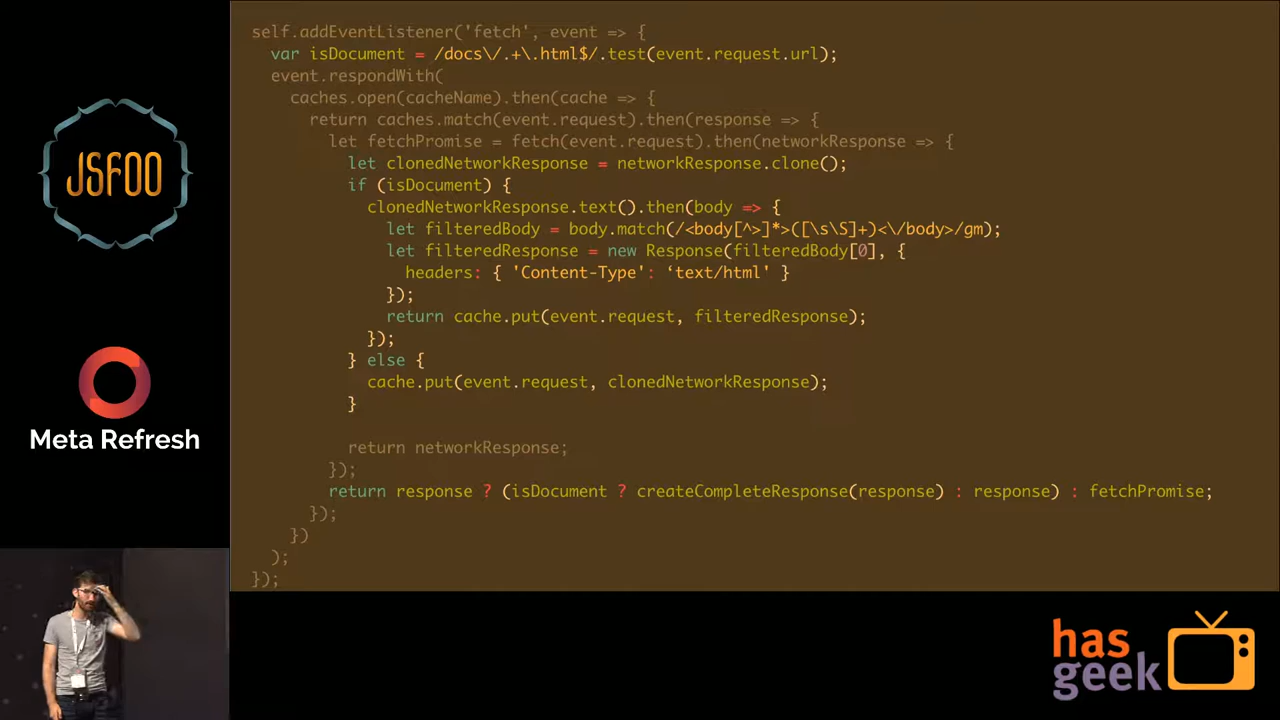 self.addEventListener('fetch', event => {
var isDocument = /docs\/.+\.html$/.test(event.request.url);
event.respondWith(
caches.open(cacheName).then(cache => {
return caches.match(event.request).then(response => {
let fetchPromise = fetch(event.request).then(networkResponse => {
let clonedNetworkResponse = networkResponse.clone();
if (isDocument) {
clonedNetworkResponse.text().then(body => {
let filteredBody = body.match(/<body[^>]*>([\s\S]+)<\/body>/gm);
let filteredResponse = new Response(filteredBody[0], {
headers: { 'Content-Type': ‘text/html' }
});
return cache.put(event.request, filteredResponse);
});
} else {
cache.put(event.request, clonedNetworkResponse);
}
return networkResponse;
});
return response ? (isDocument ? createCompleteResponse(response) : response) : fetchPromise;
});
})
);
});
JSFOO
Meta Refresh
has
geek